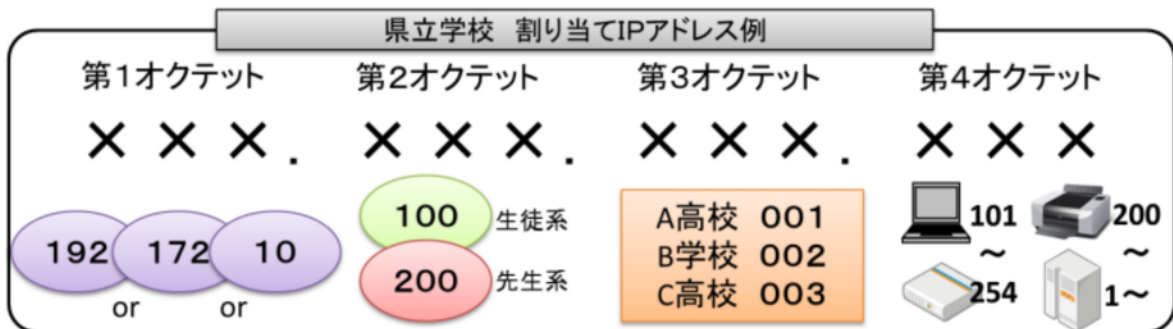 県立学校 割り当てIPアドレス例
第1オクテット 第2オクテット 第3オクテット 第4オクテット
×××. ×××. ×××. ×××
192 172 10
or or
100 生徒系
200 先生系
A高校 001
B学校 002
C高校 003
101 200
~ ~
254 1~